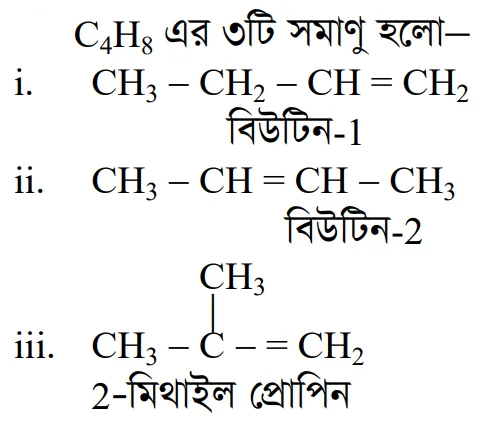 C₄H₈ এর ৩টি সমাণু হলো–
i. CH₃ – CH₂ – CH = CH₂
বিউটিন-1
ii. CH₃ – CH = CH – CH₃
বিউটিন-2
CH₃
|
iii. CH₃ – C – = CH₂
2-মিথাইল প্রোপিন